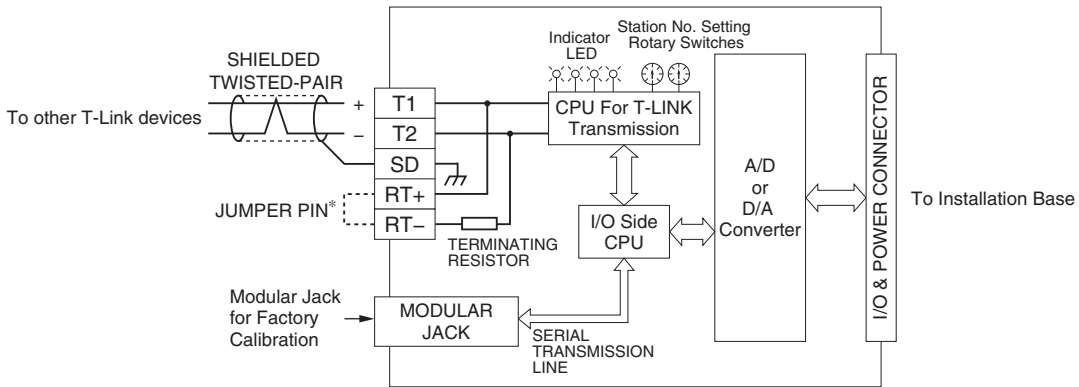 Indicator
LED
Station No. Setting
Rotary Switches
SHIELDED
TWISTED-PAIR
To other T-Link devices
+
−
T1
T2
SD
RT+
RT−
JUMPER PIN*
TERMINATING
RESISTOR
CPU For T-LINK
Transmission
I/O Side
CPU
A/D
or
D/A
Converter
I/O & POWER CONNECTOR
To Installation Base
Modular Jack
for Factory
Calibration
MODULAR
JACK
SERIAL
TRANSMISSION
LINE